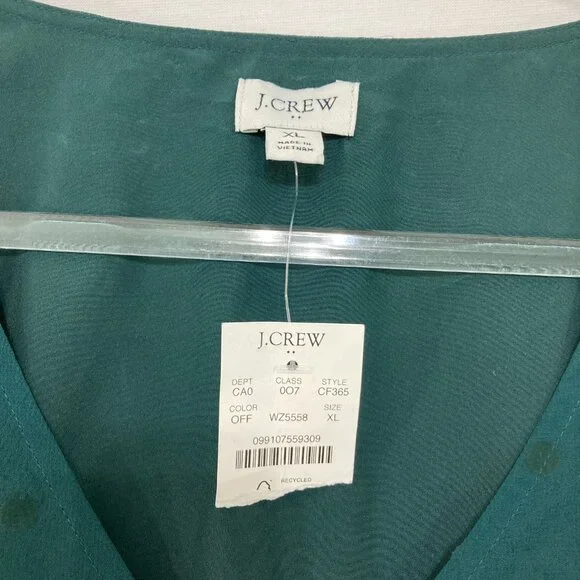 J.CREW
XL
MADE IN
VIETNAM
J.CREW
DEPT CLASS STYLE
CA0 007 CF365
COLOR SIZE
OFF WZ5558 XL
099107559309
RECYCLED